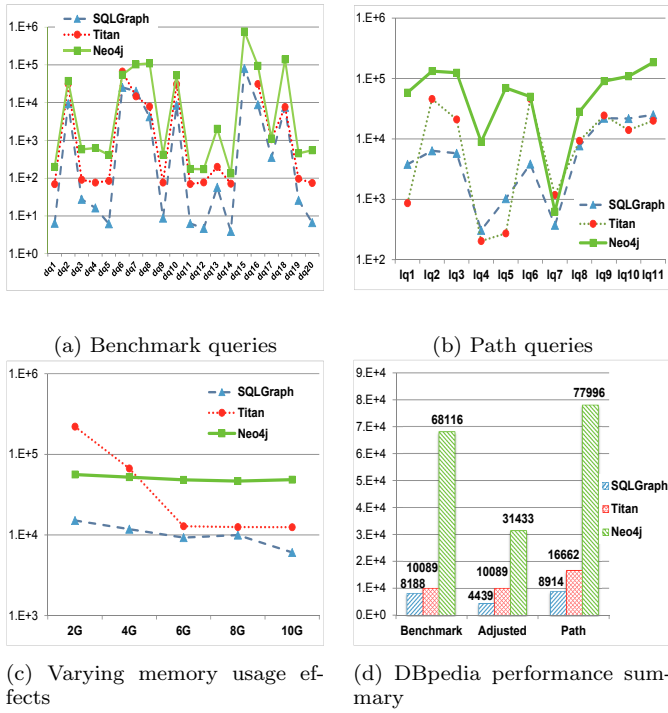 1.E+6
1.E+5
1.E+4
1.E+3
1.E+2
1.E+1
1.E+0
SQLGraph
Titan
Neo4j
dq1 dq2 dq3 dq4 dq5 dq6 dq7 dq8 dq9 dq10 dq11 dq12 dq13 dq14 dq15 dq16 dq17 dq18 dq19 dq20
(a) Benchmark queries
1.E+6
1.E+5
1.E+4
1.E+3
1.E+2
SQLGraph
Titan
Neo4j
lq1 lq2 lq3 lq4 lq5 lq6 lq7 lq8 lq9 lq10 lq11
(b) Path queries
1.E+6
1.E+5
1.E+4
1.E+3
SQLGraph
Titan
Neo4j
2G 4G 6G 8G 10G
(c) Varying memory usage ef-
fects
9.E+4
8.E+4
7.E+4
6.E+4
5.E+4
4.E+4
3.E+4
2.E+4
1.E+4
0.E+0
8188
10089
68116
4439
10089
31433
8914
16662
77996
SQLGraph
Titan
Neo4j
Benchmark Adjusted Path
(d) DBpedia performance sum-
mary